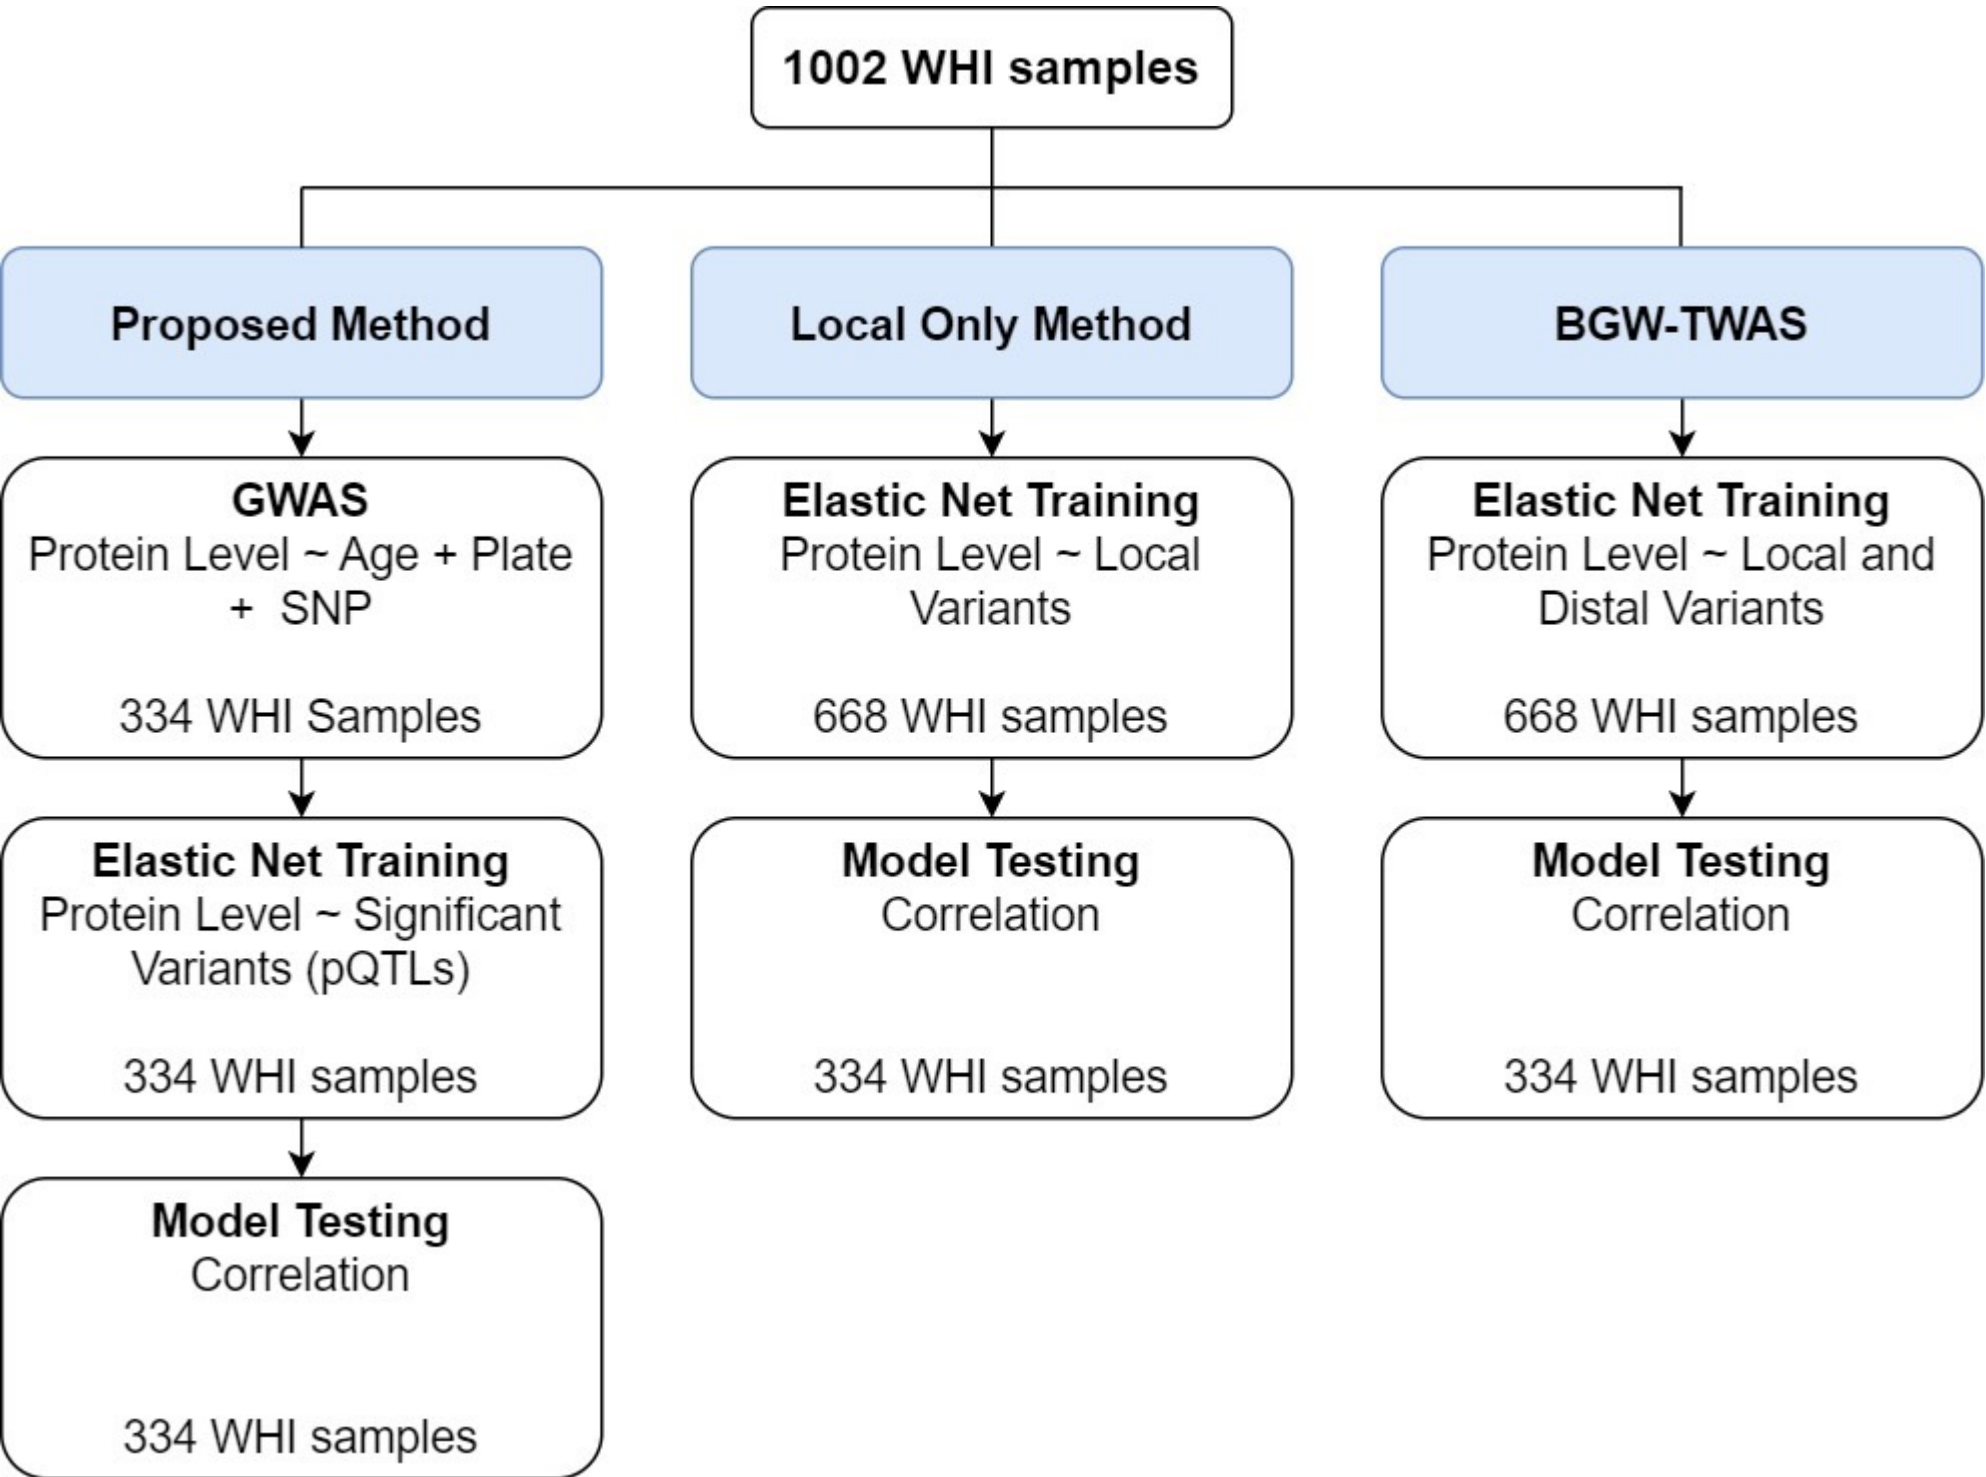 1002 WHI samples
Proposed Method
Local Only Method
BGW-TWAS
GWAS
Protein Level ~ Age + Plate
+ SNP
334 WHI Samples
Elastic Net Training
Protein Level ~ Local
Variants
668 WHI samples
Elastic Net Training
Protein Level ~ Local and
Distal Variants
668 WHI samples
Elastic Net Training
Protein Level ~ Significant
Variants (pQTLs)
334 WHI samples
Model Testing
Correlation
334 WHI samples
Model Testing
Correlation
334 WHI samples
Model Testing
Correlation
334 WHI samples